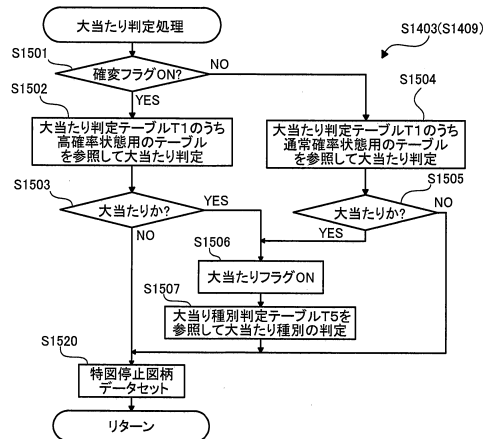 大当たり判定処理
S1403(S1409)
S1501
確変フラグON?
NO
YES
S1502
S1504
大当たり判定テーブルT1のうち
高確率状態用のテーブル
を参照して大当たり判定
大当たり判定テーブルT1のうち
通常確率状態用のテーブル
を参照して大当たり判定
S1503
大当たりか?
YES
NO
S1505
大当たりか?
NO
YES
S1506
大当たりフラグON
S1507
大当り種別判定テーブルT5を
参照して大当たり種別の判定
S1520
特図停止図柄
データセット
リターン